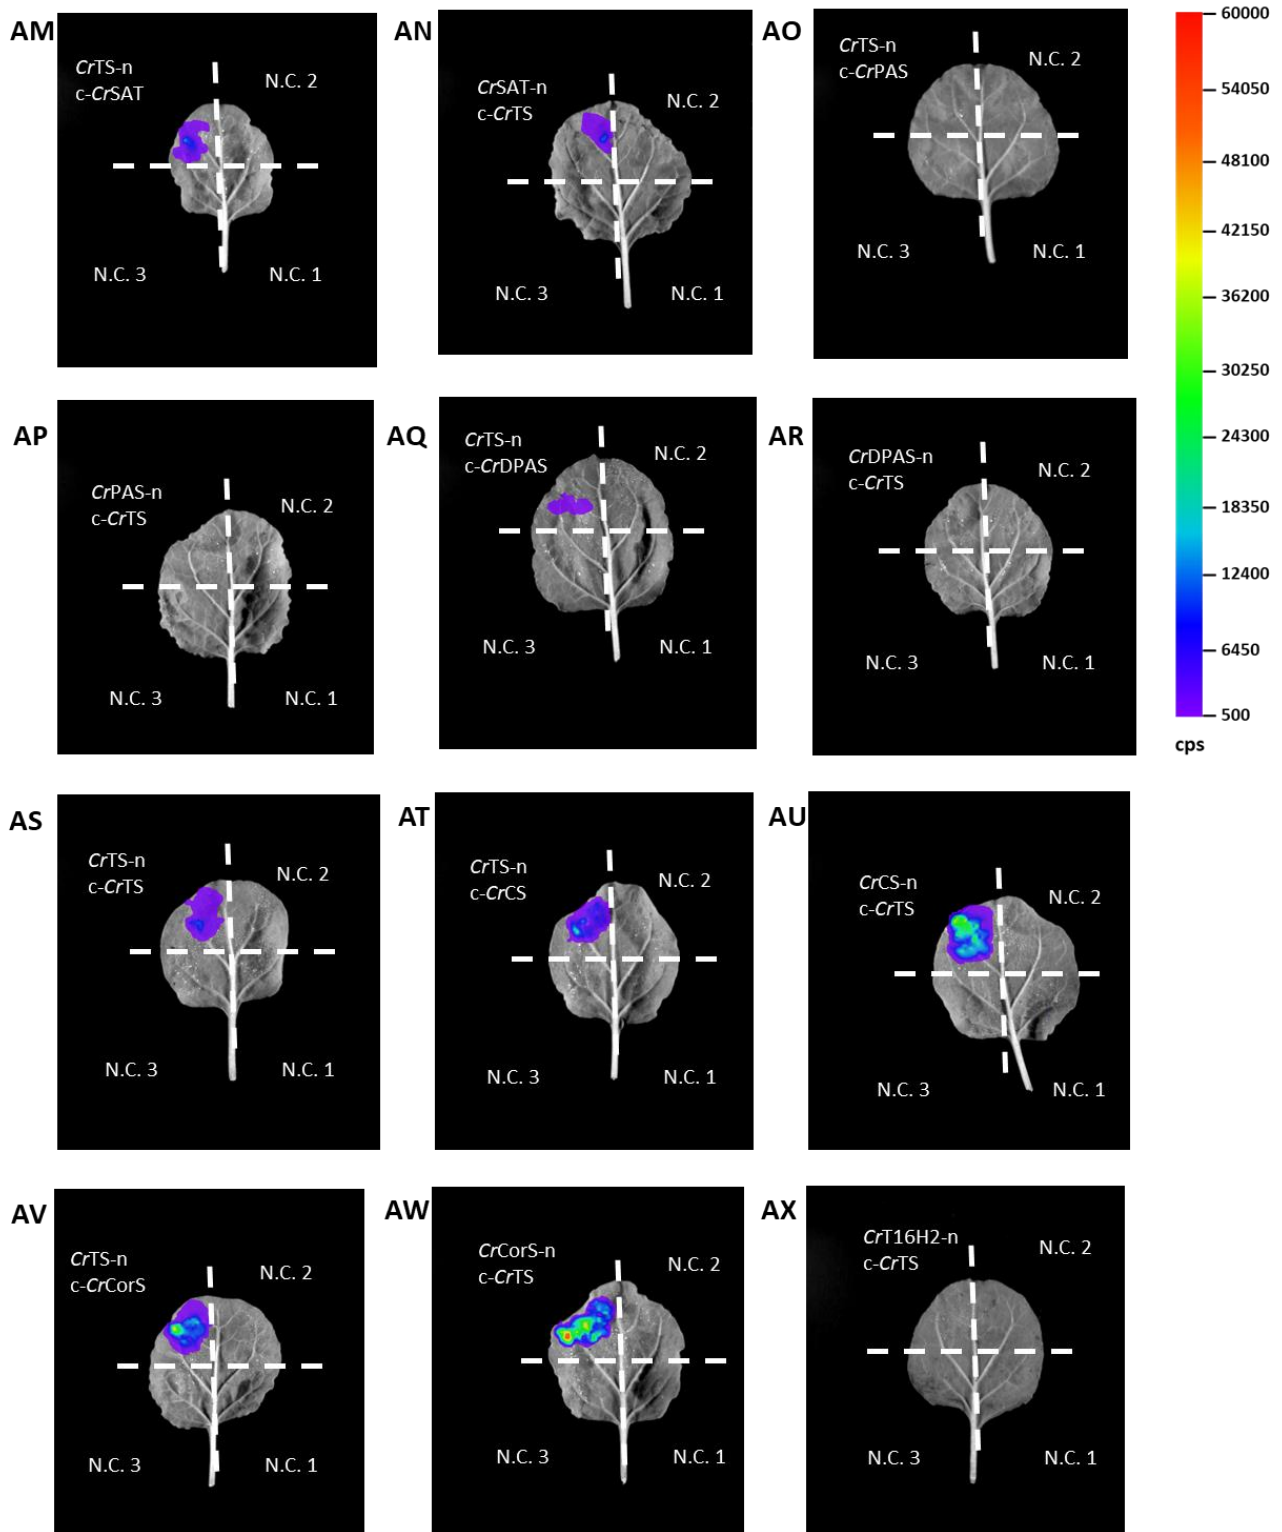 AM
CrTS-n
c-CrSAT
N.C. 2
N.C. 3
N.C. 1
AN
CrSAT-n
c-CrTS
N.C. 2
N.C. 3
N.C. 1
AO
CrTS-n
c-CrPAS
N.C. 2
N.C. 3
N.C. 1
60000
54050
48100
42150
36200
30250
24300
18350
12400
6450
500
cps
AP
CrPAS-n
c-CrTS
N.C. 2
N.C. 3
N.C. 1
AQ
CrTS-n
c-CrDPAS
N.C. 2
N.C. 3
N.C. 1
AR
CrDPAS-n
c-CrTS
N.C. 2
N.C. 3
N.C. 1
AS
CrTS-n
c-CrTS
N.C. 2
N.C. 3
N.C. 1
AT
CrTS-n
c-CrCS
N.C. 2
N.C. 3
N.C. 1
AU
CrCS-n
c-CrTS
N.C. 2
N.C. 3
N.C. 1
AV
CrTS-n
c-CrCorS
N.C. 2
N.C. 3
N.C. 1
AW
CrCorS-n
c-CrTS
N.C. 2
N.C. 3
N.C. 1
AX
CrT16H2-n
c-CrTS
N.C. 2
N.C. 3
N.C. 1